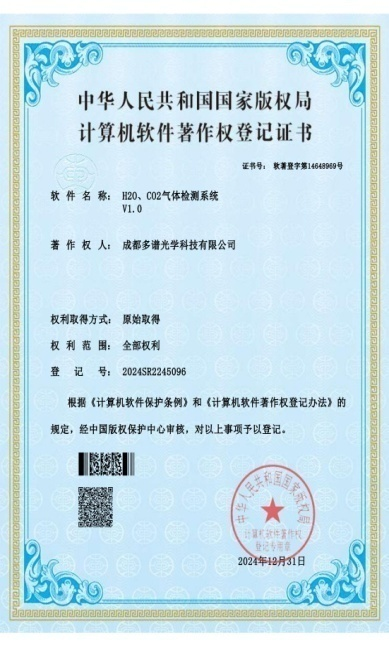 中华人民共和国国家版权局
计算机软件著作权登记证书
证书号： 软著登字第14648969号
软 件 名 称： H2O、CO2气体检测系统
V1.0
著 作 权 人： 成都多谱光学科技有限公司
权利取得方式： 原始取得
权 利 范 围： 全部权利
登 记 号： 2024SR2245096
根据《计算机软件保护条例》和《计算机软件著作权登记办法》的
规定，经中国版权保护中心审核，对以上事项予以登记。
中华人民共和国国家版权局
计算机软件著作权
登记专用章
2024年12月31日